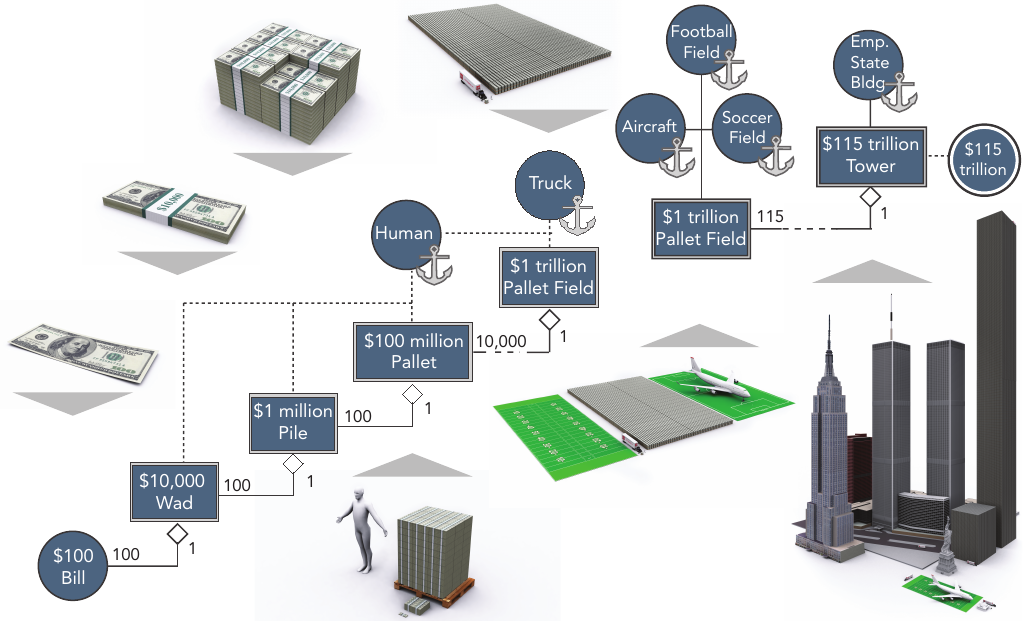 Football
Field
Emp.
State
Bldg
Aircraft
Soccer
Field
$115 trillion
Tower
$115
trillion
1
$10,000
Truck
Human
$1 trillion
Pallet Field
115
$1 trillion
Pallet Field
$100 million
Pallet
10,000
1
$1 million
Pile
100
1
$10,000
Wad
100
1
$100
Bill
100
1